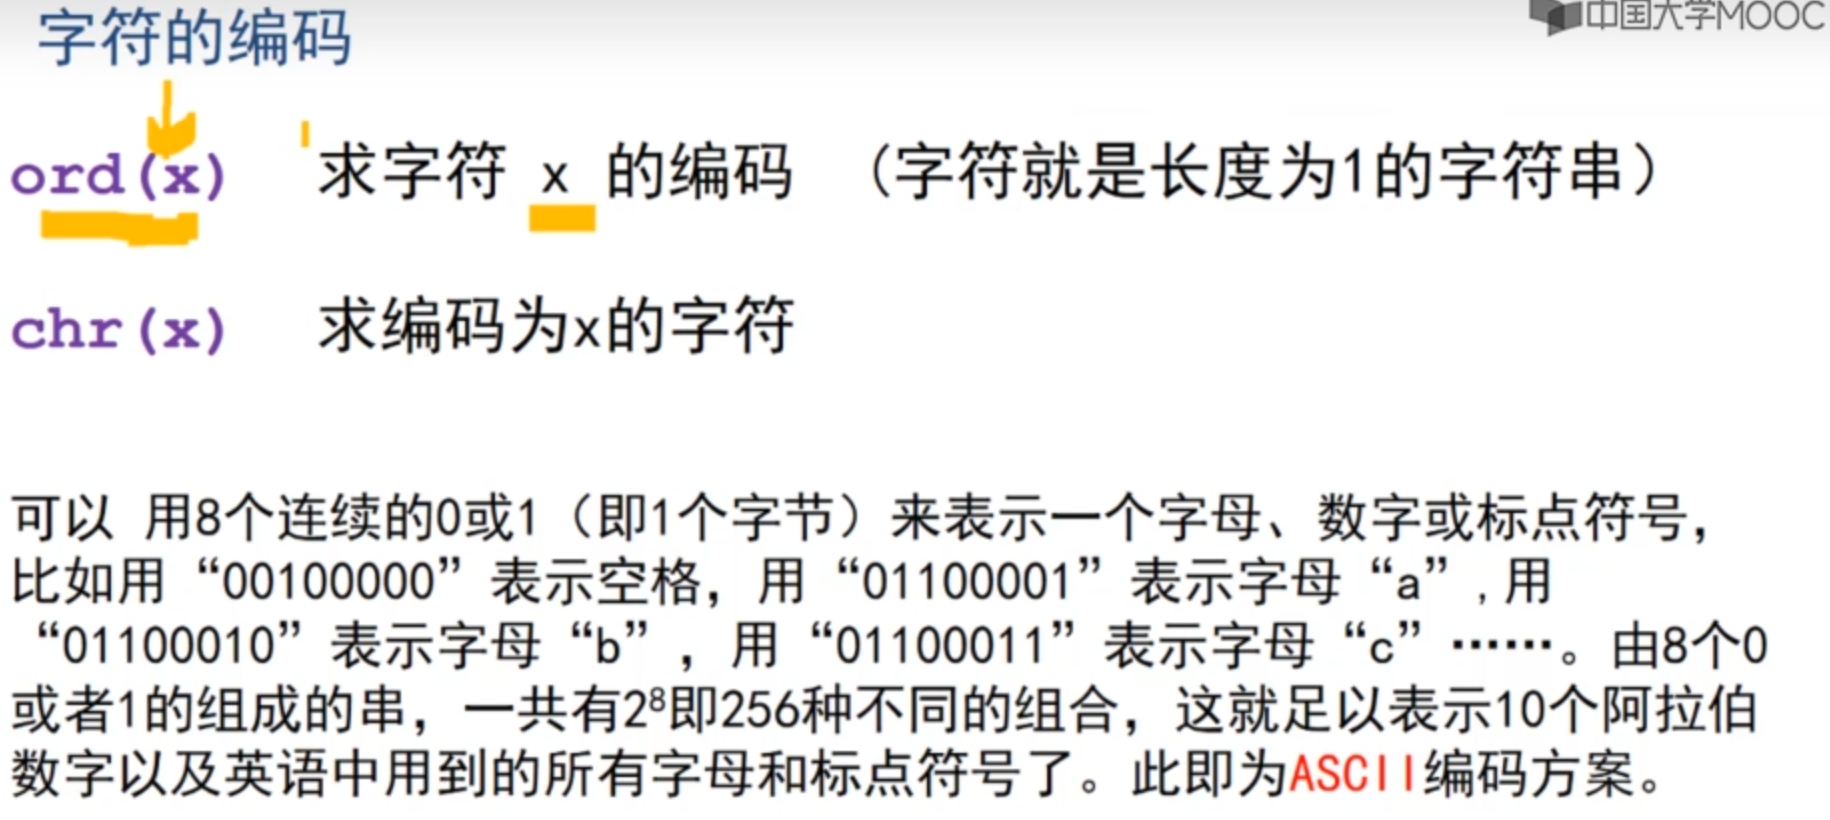 字符的编码
中国大学MOOC
ord(x) 求字符 x 的编码 （字符就是长度为1的字符串）
chr(x) 求编码为x的字符
可以 用8个连续的0或1（即1个字节）来表示一个字母、数字或标点符号，
比如用“00100000”表示空格，用“01100001”表示字母“a”,用
“01100010”表示字母“b”，用“01100011”表示字母“c”……。由8个0
或者1的组成的串，一共有2⁸即256种不同的组合，这就足以表示10个阿拉伯
数字以及英语中用到的所有字母和标点符号了。此即为ASCII编码方案。